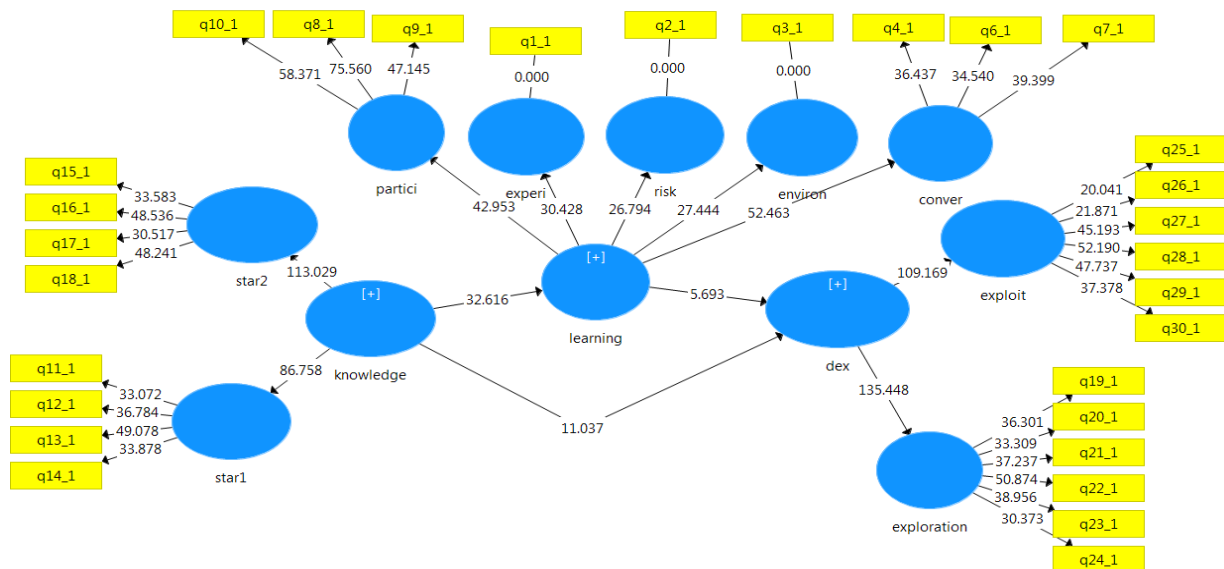 q10_1
q8_1
q9_1
q1_1
q2_1
q3_1
q4_1
q6_1
q7_1
58.371
75.560
47.145
0.000
0.000
0.000
36.437
34.540
39.399
partici
experi
risk
environ
conver
q15_1
q16_1
q17_1
q18_1
33.583
48.536
30.517
48.241
star2
42.953
30.428
26.794
27.444
52.463
q25_1
q26_1
q27_1
q28_1
q29_1
q30_1
20.041
21.871
45.193
52.190
47.737
37.378
exploit
113.029
[+]
knowledge
32.616
[+]
learning
5.693
[+]
dex
109.169
86.758
11.037
135.448
q11_1
q12_1
q13_1
q14_1
33.072
36.784
49.078
33.878
star1
q19_1
q20_1
q21_1
q22_1
q23_1
q24_1
36.301
33.309
37.237
50.874
38.956
30.373
exploration